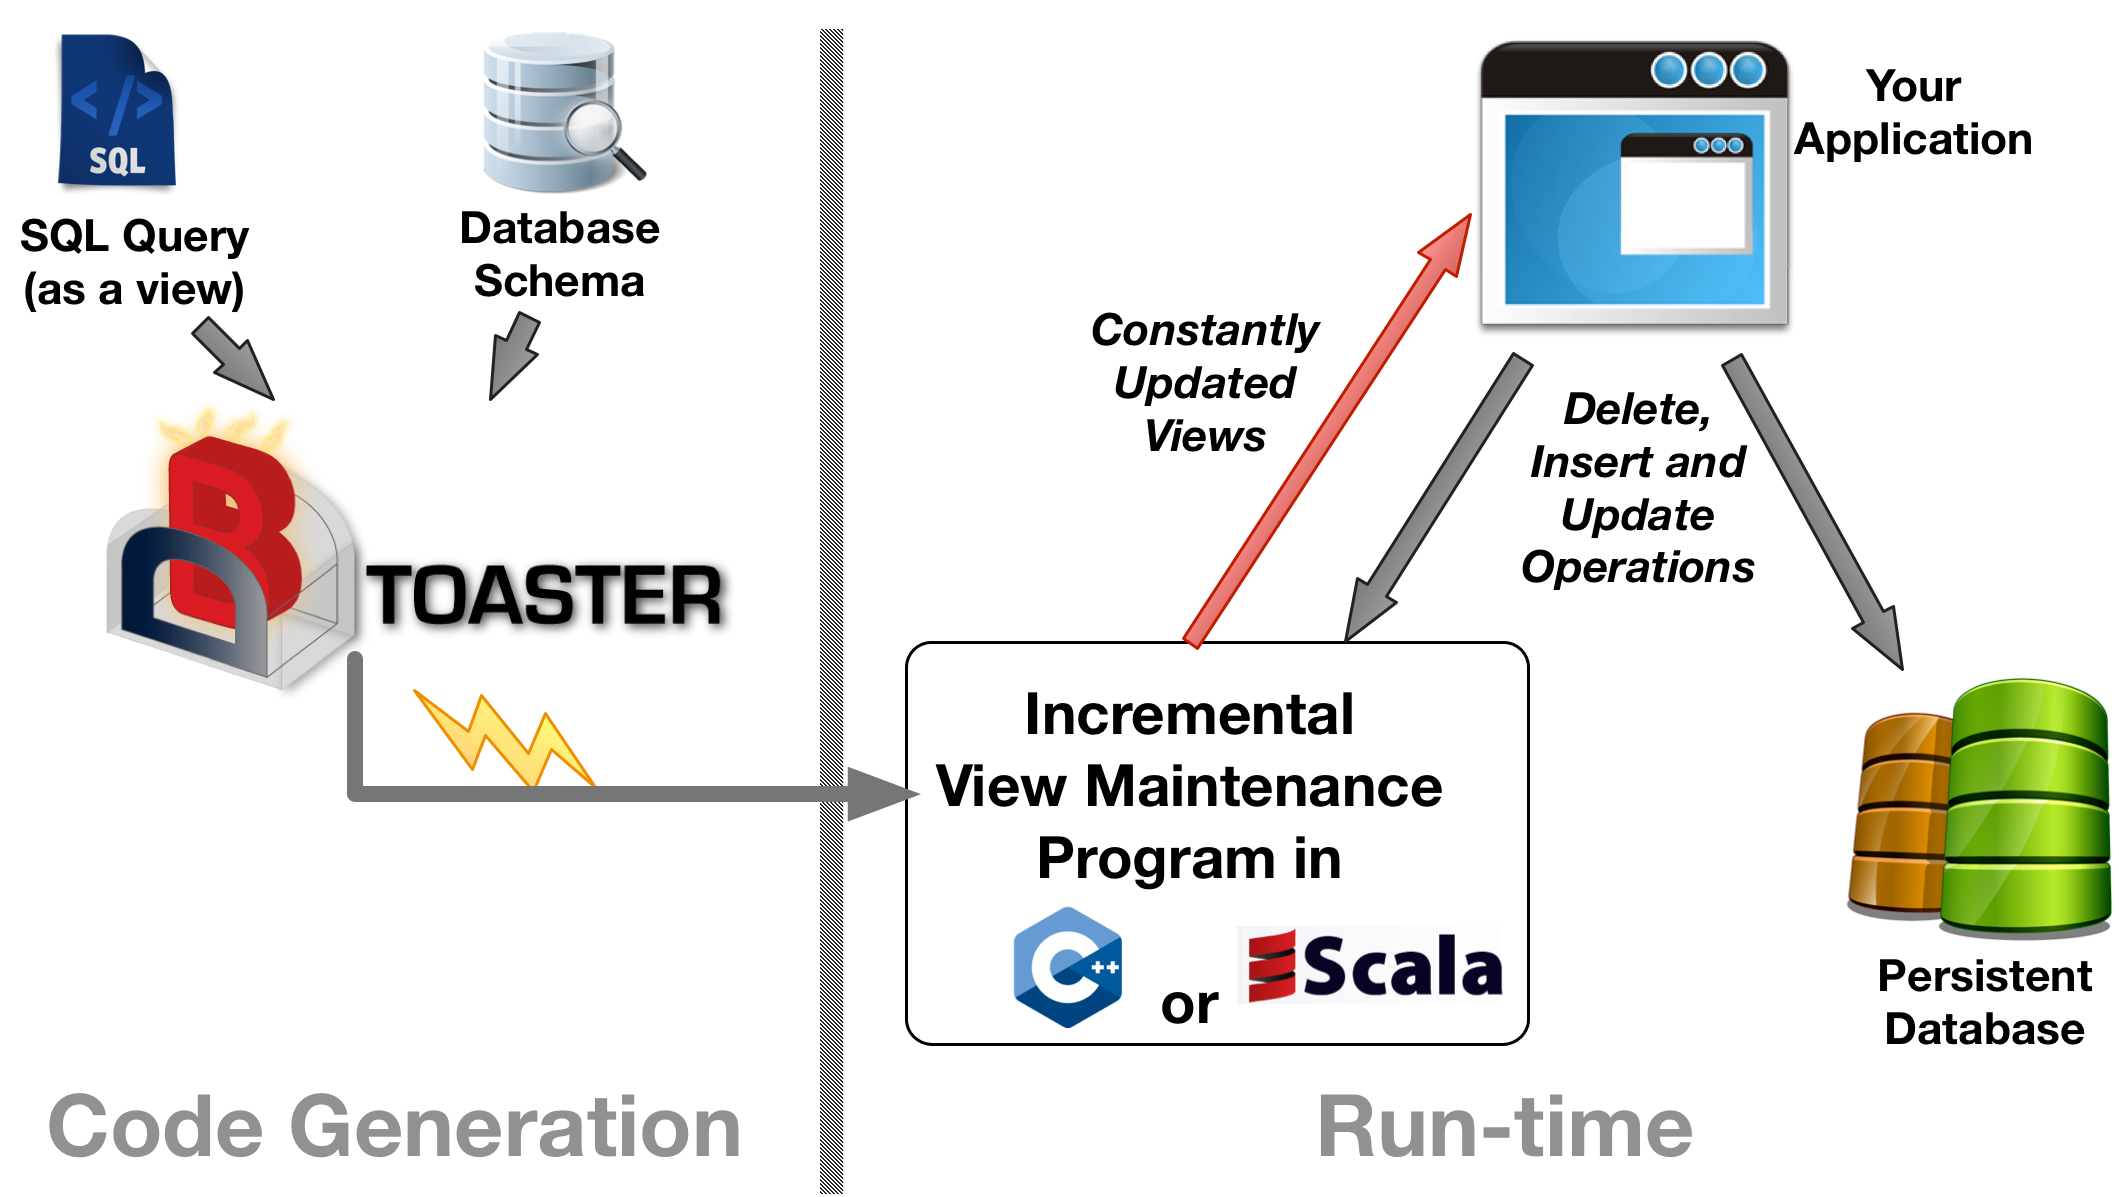 </>
SQL
SQL Query
(as a view)
Database
Schema
DB
TOASTER
Code Generation
Your
Application
Constantly
Updated
Views
Delete,
Insert and
Update
Operations
Incremental
View Maintenance
Program in
C++ or Scala
Persistent
Database
Run-time